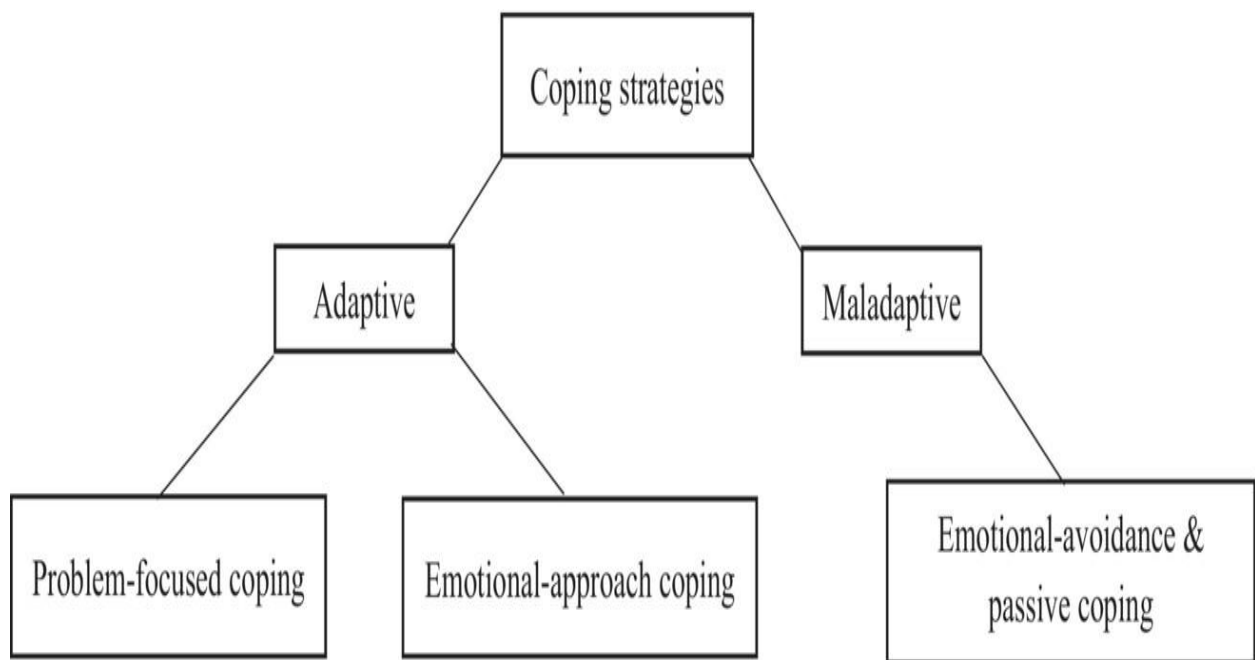 Coping strategies
Adaptive
Maladaptive
Problem-focused coping
Emotional-approach coping
Emotional-avoidance &
passive coping